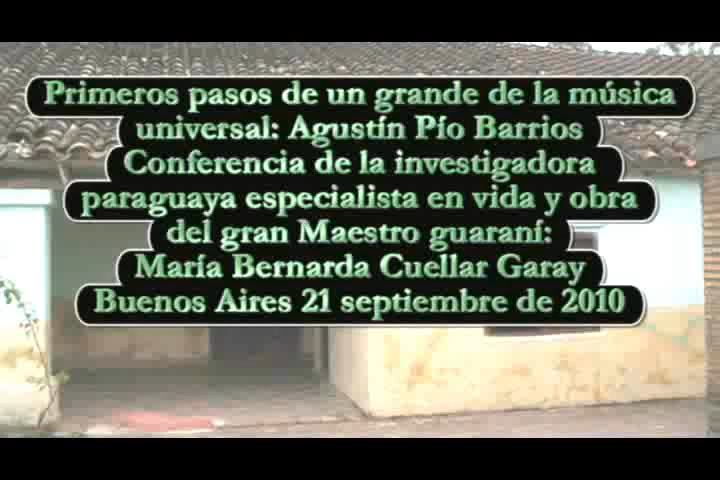 Primeros pasos de un grande de la música
universal: Agustín Pío Barrios
Conferencia de la investigadora
paraguaya especialista en vida y obra
del gran Maestro guaraní:
María Bernarda Cuellar Garay
Buenos Aires 21 septiembre de 2010